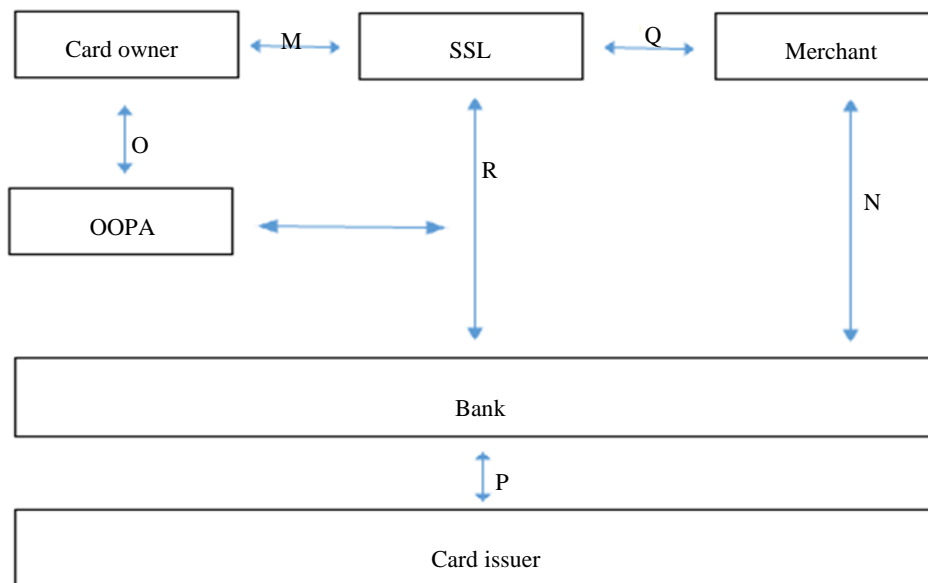 Card owner
M
SSL
Q
Merchant
O
R
N
OOPA
Bank
P
Card issuer